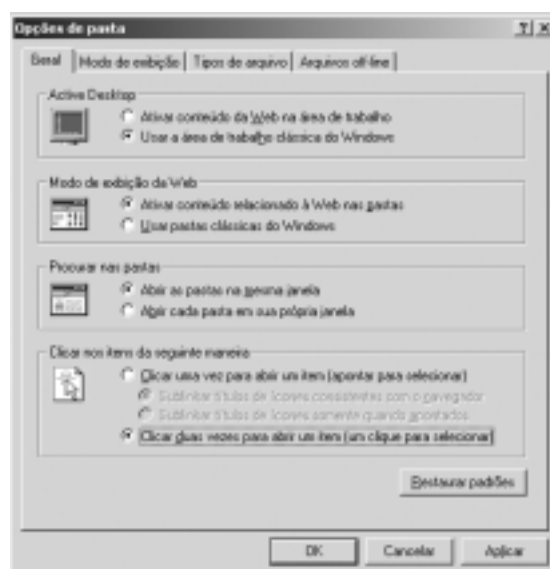 Opções de pasta
Geral Modo de exibição Tipos de arquivo Arquivos off-line
Active Desktop
Ativar conteúdo da Web na área de trabalho
Usar a área de trabalho clássica do Windows
Modo de exibição da Web
Ativar conteúdo relacionado à Web nas pastas
Usar pastas clássicas do Windows
Procurar nas pastas
Abrir as pastas na mesma janela
Abrir cada pasta em sua própria janela
Clicar nos itens da seguinte maneira
Clicar uma vez para abrir um item (apontar para selecionar)
Sublinhar títulos de ícones consistentes com o navegador
Sublinhar títulos de ícones somente quando apontados
Clicar duas vezes para abrir um item (um clique para selecionar)
Restaurar padrões
OK Cancelar Aplicar